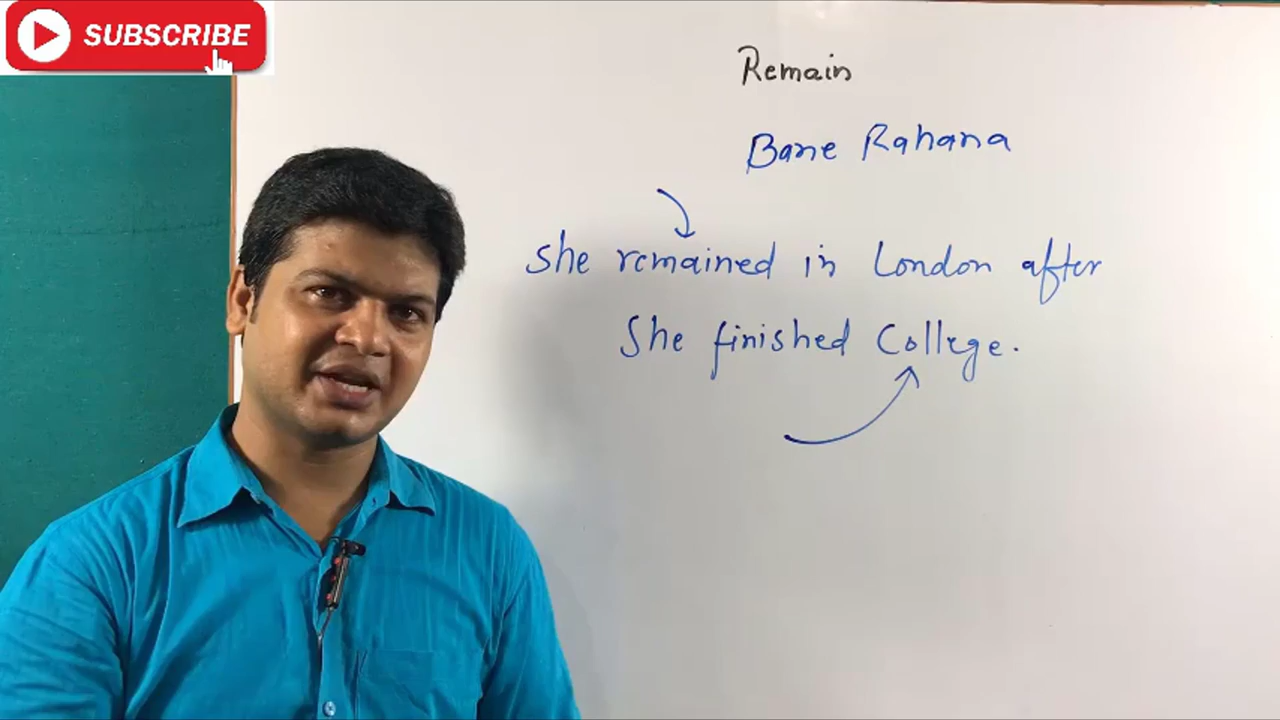 SUBSCRIBE
Remain
Bane Rahana
She remained in London after
She finished College.